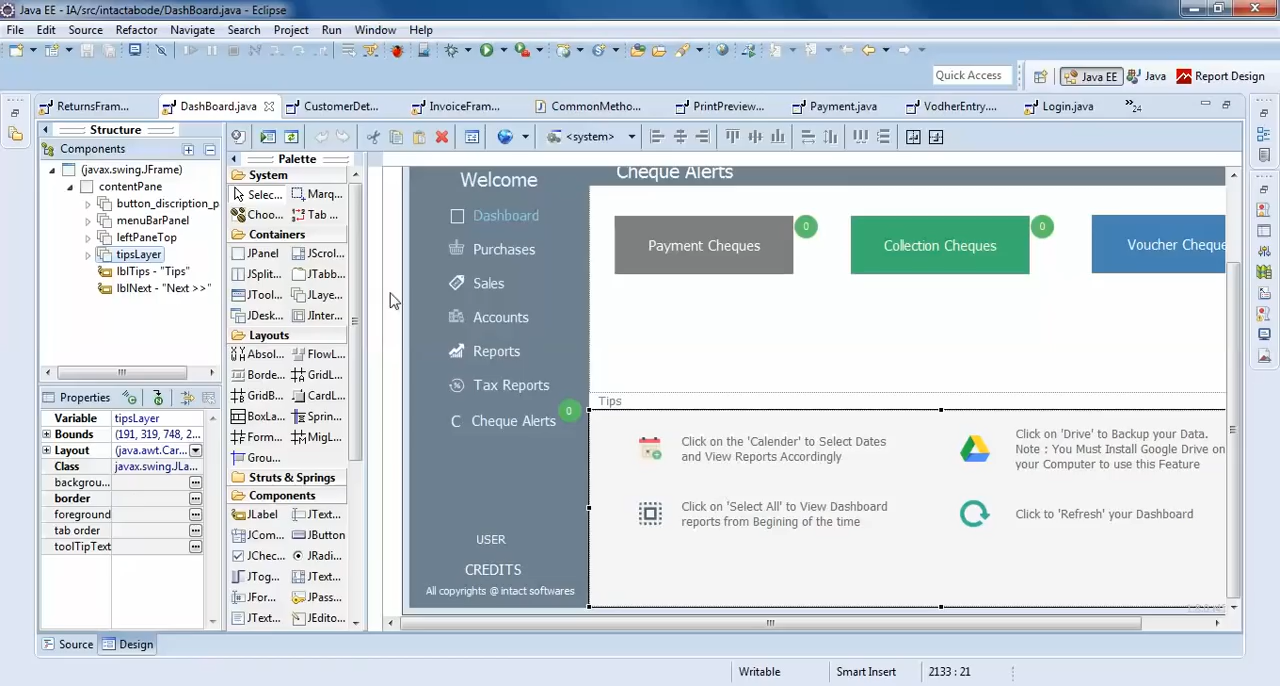 Java EE - IA/src/intactabode/DashBoard.java - Eclipse
File Edit Source Refactor Navigate Search Project Run Window Help
Quick Access Java EE Java Report Design
ReturnsFram... DashBoard.java CustomerDet... InvoiceFram... CommonMetho... PrintPreview... Payment.java VodherEntry.... Login.java »24
Structure
Components
(javax.swing.JFrame)
contentPane
button_discription_p
menuBarPanel
leftPaneTop
tipsLayer
lblTips - "Tips"
lblNext - "Next >>"
Properties
Variable tipsLayer
Bounds (191, 319, 748, 2...
Layout (java.awt.Car...
Class javax.swing.JLa...
backgrou...
border
foreground
tab order
toolTipText
Source Design
<system>
Palette
System
Selec... Marq...
Choo... Tab ...
Containers
JPanel JScrol...
JSplit... JTabb...
JTool... JLaye...
JDesk... JInter...
Layouts
Absol... FlowL...
Borde... GridL...
GridB... CardL...
BoxLa... Sprin...
Form... MigL...
Grou...
Struts & Springs
Components
JLabel JText...
JCom... JButton
JChec... JRadi...
JTog... JText...
JFor... JPass...
JText... JEdito...
Welcome
Dashboard
Purchases
Sales
Accounts
Reports
Tax Reports
Cheque Alerts 0
USER
CREDITS
All copyrights @ intact softwares
Cheque Alerts
Payment Cheques 0 Collection Cheques 0 Voucher Cheque
Tips
Click on the 'Calender' to Select Dates
and View Reports Accordingly
Click on 'Drive' to Backup your Data.
Note : You Must Install Google Drive on
your Computer to use this Feature
Click on 'Select All' to View Dashboard
reports from Begining of the time
Click to 'Refresh' your Dashboard
Writable Smart Insert 2133 : 21